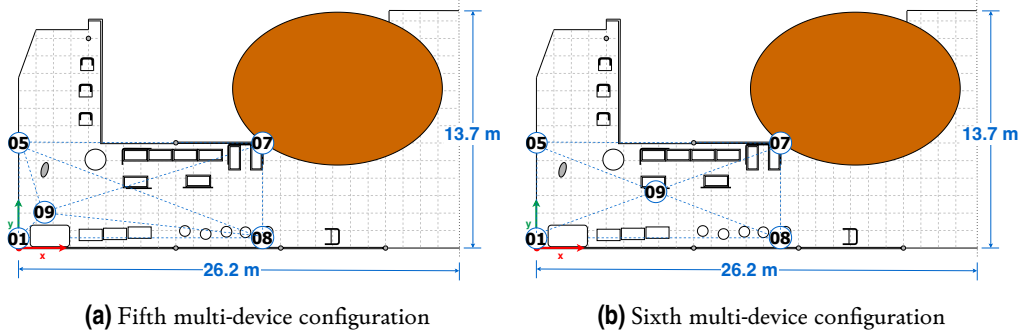 05
07
13.7 m
09
y
01
08
x
26.2 m
(a) Fifth multi-device configuration
05
07
13.7 m
09
y
01
08
x
26.2 m
(b) Sixth multi-device configuration